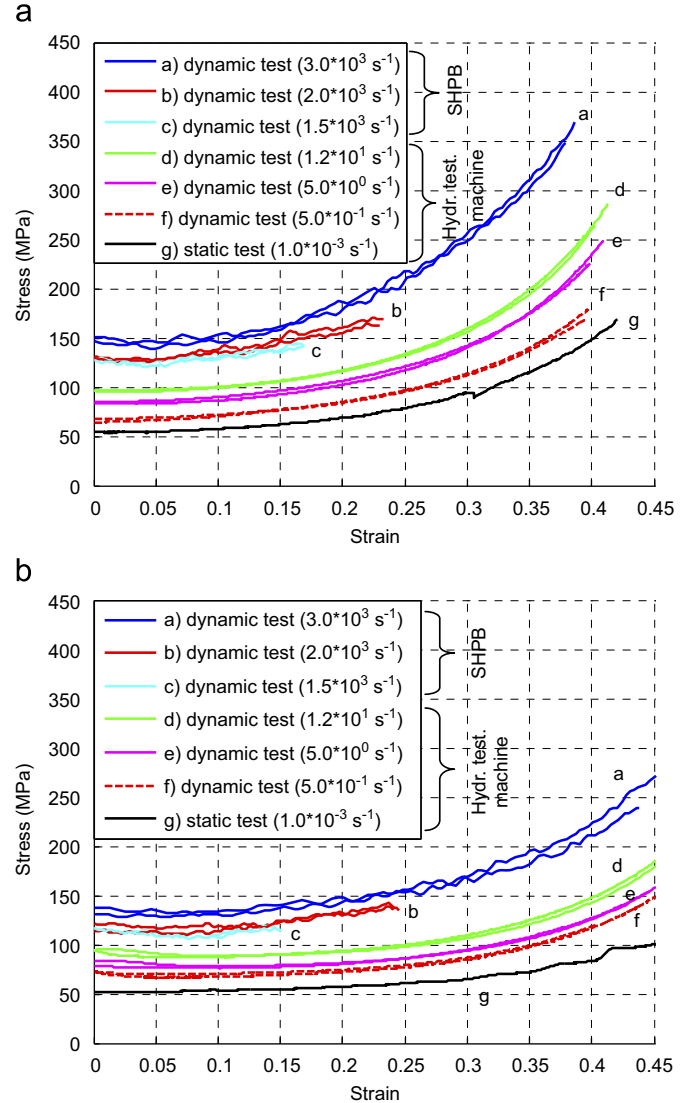 a
450
400
350
300
250
200
150
100
50
0
Stress (MPa)
a) dynamic test (3.0*10³ s⁻¹)
b) dynamic test (2.0*10³ s⁻¹)
c) dynamic test (1.5*10³ s⁻¹)
d) dynamic test (1.2*10¹ s⁻¹)
e) dynamic test (5.0*10⁰ s⁻¹)
f) dynamic test (5.0*10⁻¹ s⁻¹)
g) static test (1.0*10⁻³ s⁻¹)
SHPB
Hydr. test.
machine
a
b
c
d
e
f
g
0 0.05 0.1 0.15 0.2 0.25 0.3 0.35 0.4 0.45
Strain
b
450
400
350
300
250
200
150
100
50
0
Stress (MPa)
a) dynamic test (3.0*10³ s⁻¹)
b) dynamic test (2.0*10³ s⁻¹)
c) dynamic test (1.5*10³ s⁻¹)
d) dynamic test (1.2*10¹ s⁻¹)
e) dynamic test (5.0*10⁰ s⁻¹)
f) dynamic test (5.0*10⁻¹ s⁻¹)
g) static test (1.0*10⁻³ s⁻¹)
SHPB
Hydr. test.
machine
a
b
c
d
e
f
g
0 0.05 0.1 0.15 0.2 0.25 0.3 0.35 0.4 0.45
Strain